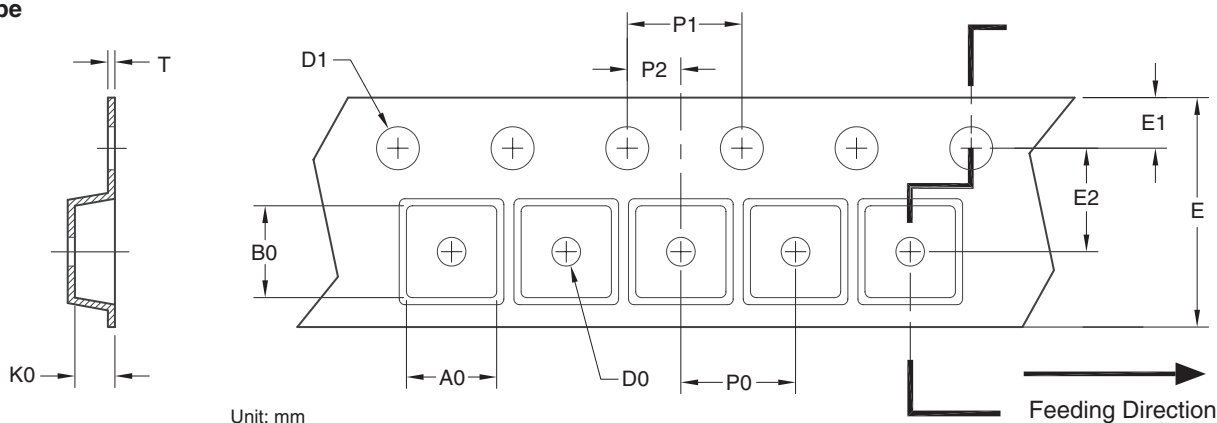 pe
P1
T
D1
P2
E1
E2
E
B0
K0
A0
D0
P0
Unit: mm
Feeding Direction